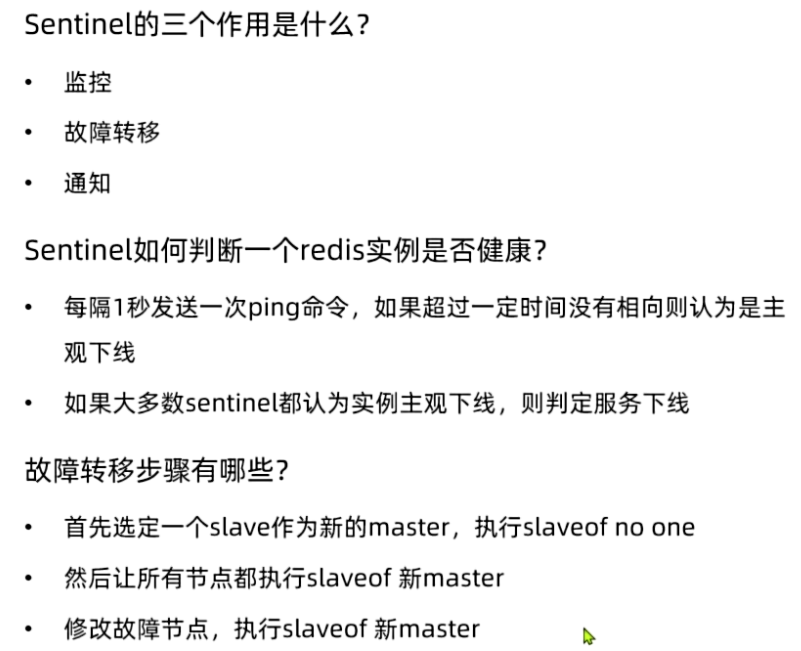 Sentinel的三个作用是什么？
• 监控
• 故障转移
• 通知
Sentinel如何判断一个redis实例是否健康？
• 每隔1秒发送一次ping命令，如果超过一定时间没有相向则认为是主
观下线
• 如果大多数sentinel都认为实例主观下线，则判定服务下线
故障转移步骤有哪些？
• 首先选定一个slave作为新的master，执行slaveof no one
• 然后让所有节点都执行slaveof 新master
• 修改故障节点，执行slaveof 新master